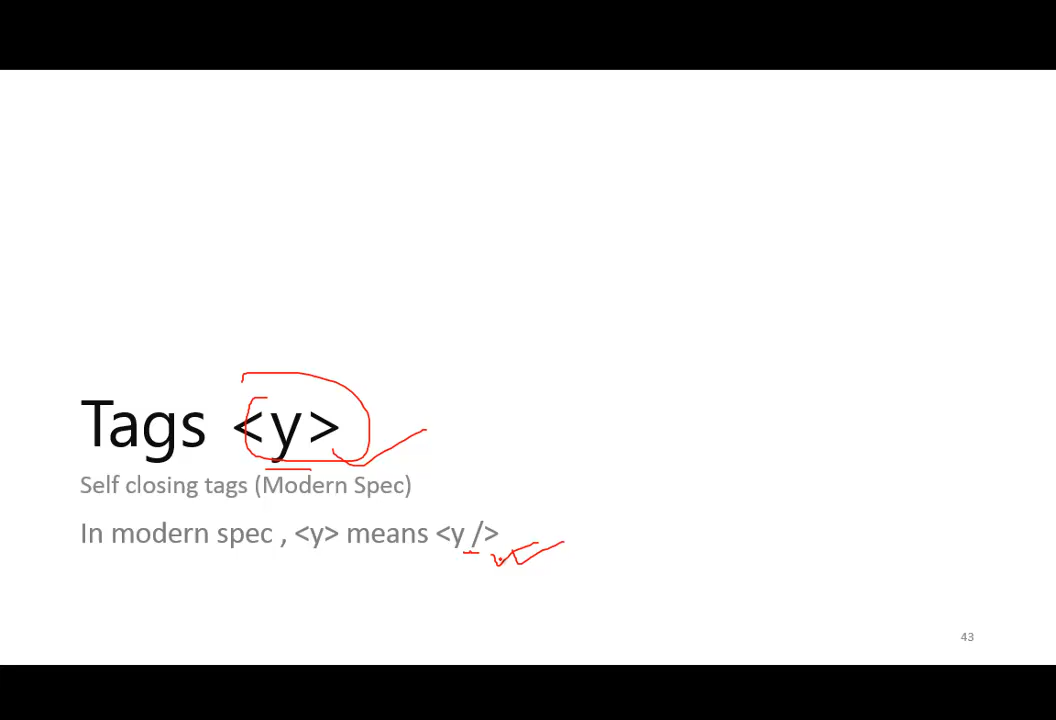 Tags <y>
Self closing tags (Modern Spec)
In modern spec , <y> means <y />
43